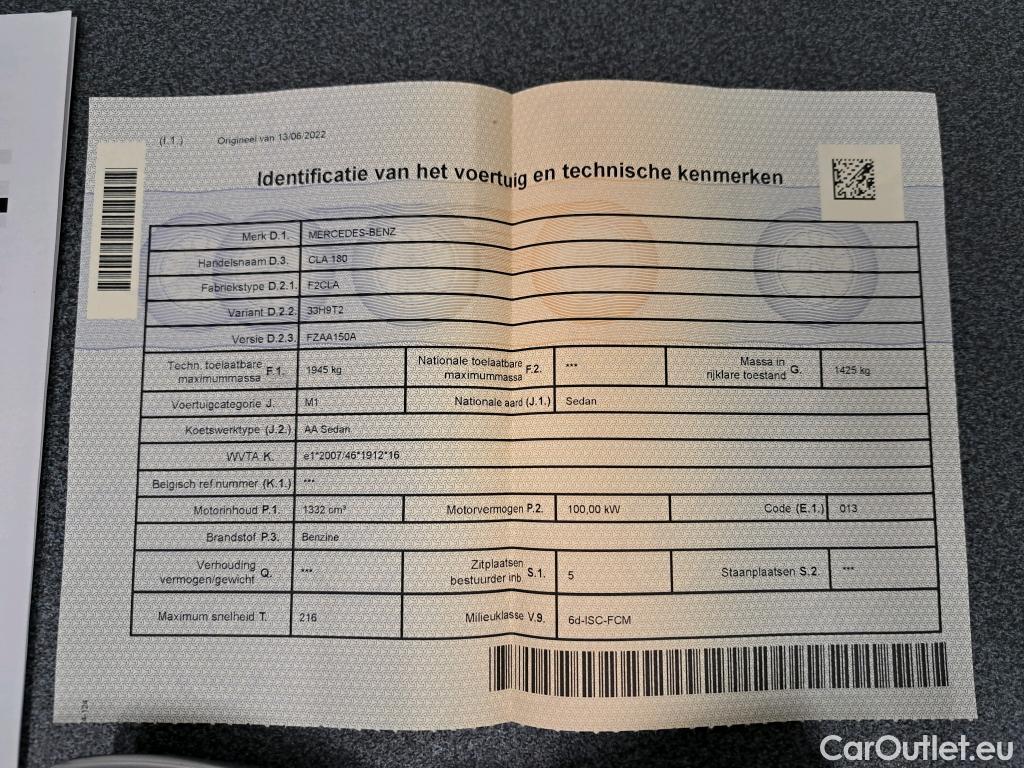 (I.1.) Origineel van 13/06/2022
Identificatie van het voertuig en technische kenmerken
Merk D.1. MERCEDES-BENZ
Handelsnaam D.3. CLA 180
Fabriekstype D.2.1. F2CLA
Variant D.2.2. 33H9T2
Versie D.2.3. FZAA150A
Techn. toelaatbare maximummassa F.1. 1945 kg Nationale toelaatbare maximummassa F.2. *** Massa in rijklare toestand G. 1425 kg
Voertuigcategorie J. M1 Nationale aard (J.1.) Sedan
Koetswerktype (J.2.) AA Sedan
WVTA K. e1*2007/46*1912*16
Belgisch ref.nummer (K.1.) ***
Motorinhoud P.1. 1332 cm³ Motorvermogen P.2. 100,00 kW Code (E.1.) 013
Brandstof P.3. Benzine
Verhouding vermogen/gewicht Q. *** Zitplaatsen bestuurder inb S.1. 5 Staanplaatsen S.2. ***
Maximum snelheid T. 216 Milieuklasse V.9. 6d-ISC-FCM
CarOutlet.eu